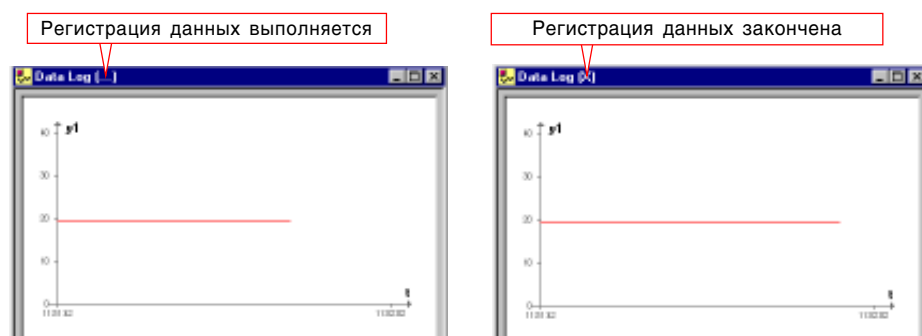 Регистрация данных выполняется
Регистрация данных закончена
Data Log (...)
Data Log (X)
y1
40
30
20
10
0
t
y1
40
30
20
10
0
t